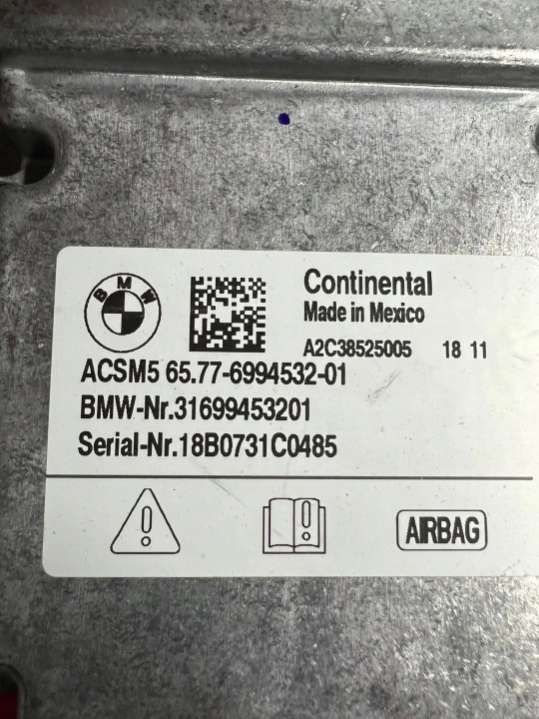 BMW
Continental
Made in Mexico
A2C38525005 18 11
ACSM5 65.77-6994532-01
BMW-Nr.31699453201
Serial-Nr.18B0731C0485
AIRBAG